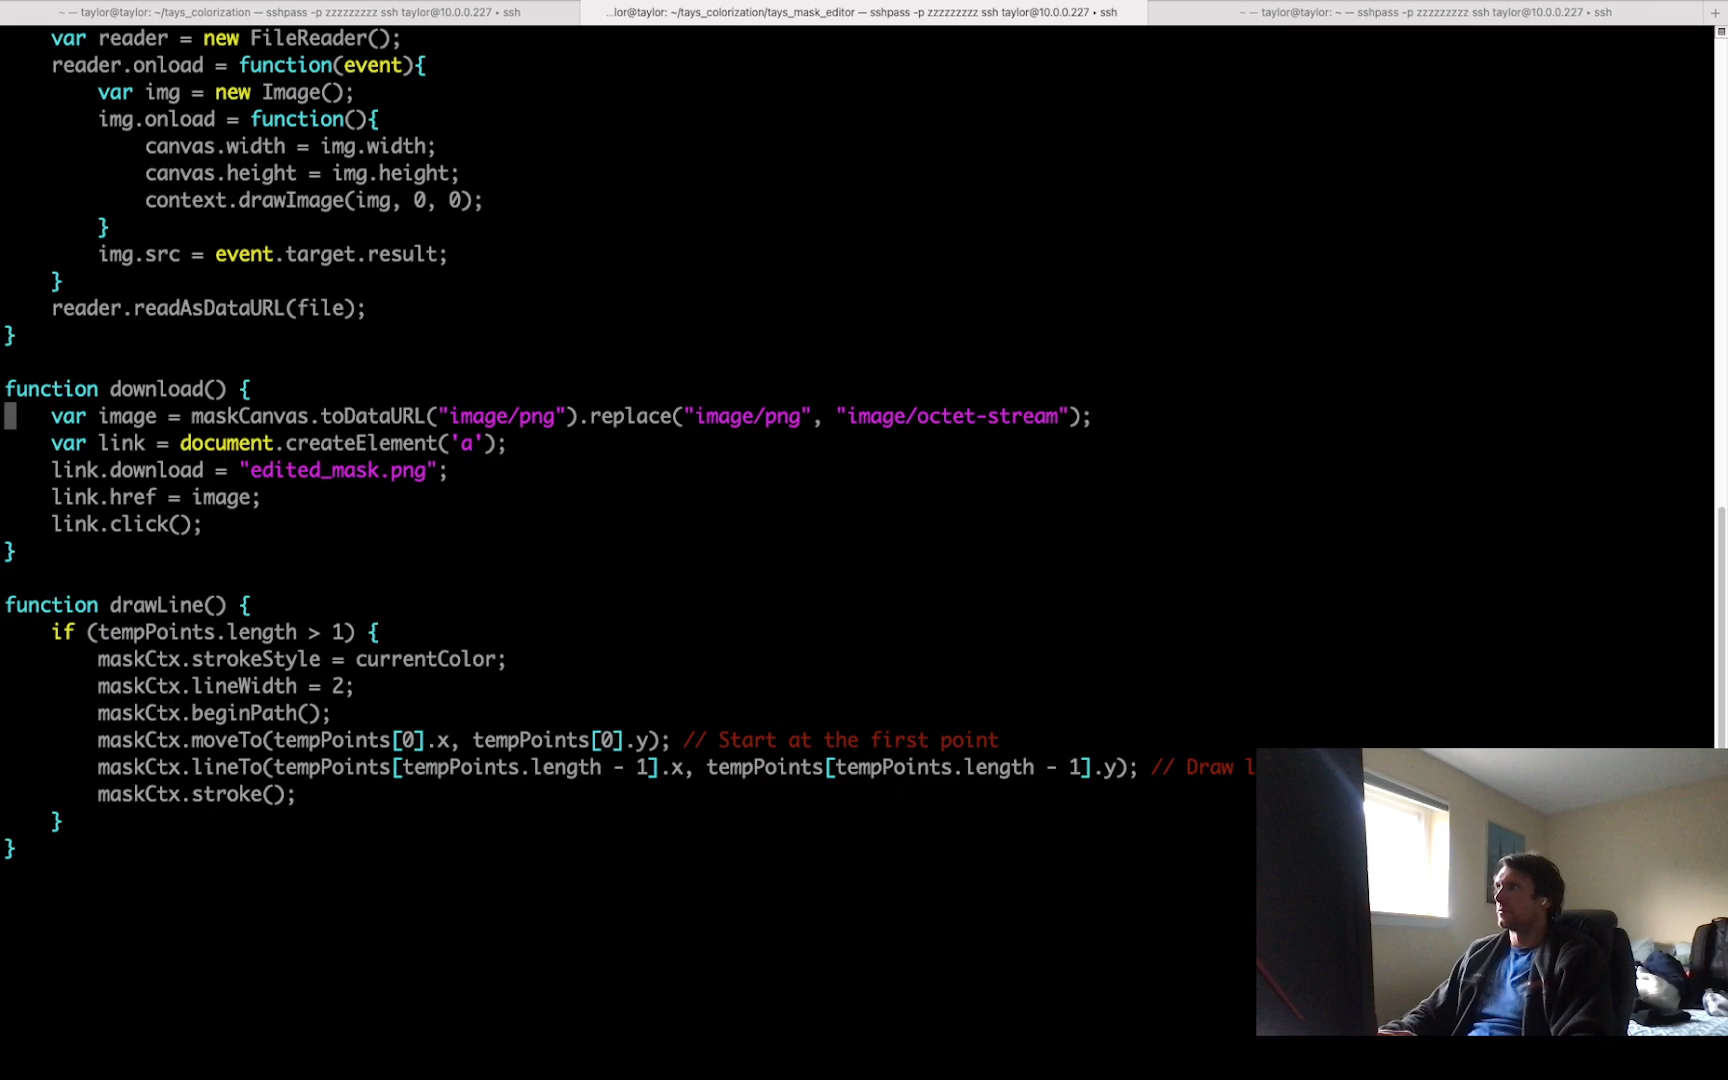 ~ — taylor@taylor: ~/tays_colorization — sshpass -p zzzzzzzzz ssh taylor@10.0.0.227 • ssh
...lor@taylor: ~/tays_colorization/tays_mask_editor — sshpass -p zzzzzzzzz ssh taylor@10.0.0.227 • ssh
~ — taylor@taylor: ~ — sshpass -p zzzzzzzzz ssh taylor@10.0.0.227 • ssh
+
    var reader = new FileReader();
    reader.onload = function(event){
        var img = new Image();
        img.onload = function(){
            canvas.width = img.width;
            canvas.height = img.height;
            context.drawImage(img, 0, 0);
        }
        img.src = event.target.result;
    }
    reader.readAsDataURL(file);
}
function download() {
    var image = maskCanvas.toDataURL("image/png").replace("image/png", "image/octet-stream");
    var link = document.createElement('a');
    link.download = "edited_mask.png";
    link.href = image;
    link.click();
}
function drawLine() {
    if (tempPoints.length > 1) {
        maskCtx.strokeStyle = currentColor;
        maskCtx.lineWidth = 2;
        maskCtx.beginPath();
        maskCtx.moveTo(tempPoints[0].x, tempPoints[0].y); // Start at the first point
        maskCtx.lineTo(tempPoints[tempPoints.length - 1].x, tempPoints[tempPoints.length - 1].y); // Draw l
        maskCtx.stroke();
    }
}